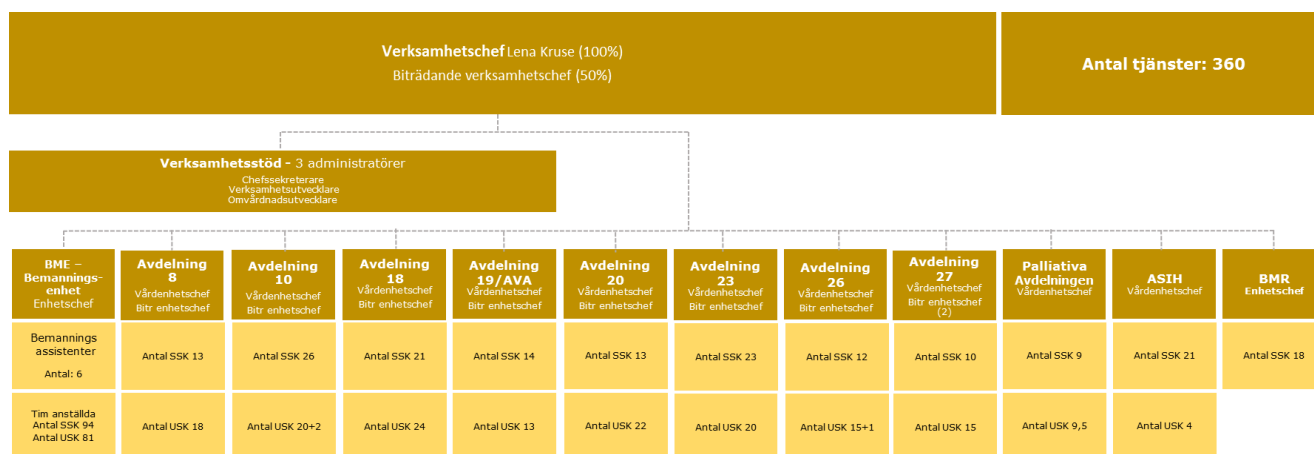 Verksamhetschef Lena Kruse (100%)
Biträdande verksamhetschef (50%)
Antal tjänster: 360
Verksamhetsstöd - 3 administratörer
Chefssekreterare
Verksamhetsutvecklare
Omvårdnadsutvecklare
BME –
Bemannings-
enhet
Enhetschef
Avdelning
8
Vårdenhetschef
Bitr enhetschef
Avdelning
10
Vårdenhetschef
Bitr enhetschef
Avdelning
18
Vårdenhetschef
Bitr enhetschef
Avdelning
19/AVA
Vårdenhetschef
Bitr enhetschef
Avdelning
20
Vårdenhetschef
Bitr enhetschef
Avdelning
23
Vårdenhetschef
Bitr enhetschef
Avdelning
26
Vårdenhetschef
Bitr enhetschef
Avdelning
27
Vårdenhetschef
Bitr enhetschef
(2)
Palliativa
Avdelningen
Vårdenhetschef
ASIH
Vårdenhetschef
BMR
Enhetschef
Bemannings
assistenter
Antal: 6
Antal SSK 13
Antal SSK 26
Antal SSK 21
Antal SSK 14
Antal SSK 13
Antal SSK 23
Antal SSK 12
Antal SSK 10
Antal SSK 9
Antal SSK 21
Antal SSK 18
Tim anställda
Antal SSK 94
Antal USK 81
Antal USK 18
Antal USK 20+2
Antal USK 24
Antal USK 13
Antal USK 22
Antal USK 20
Antal USK 15+1
Antal USK 15
Antal USK 9,5
Antal USK 4